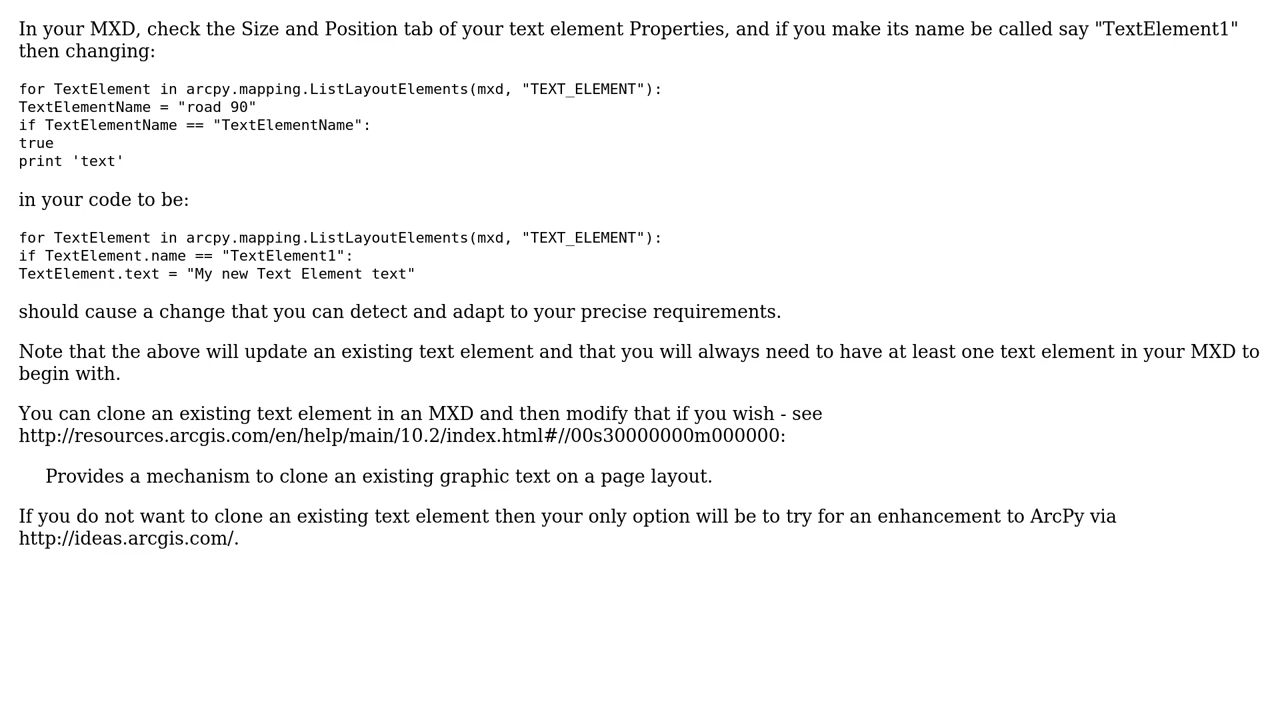 In your MXD, check the Size and Position tab of your text element Properties, and if you make its name be called say "TextElement1"
then changing:
for TextElement in arcpy.mapping.ListLayoutElements(mxd, "TEXT_ELEMENT"):
TextElementName = "road 90"
if TextElementName == "TextElementName":
true
print 'text'
in your code to be:
for TextElement in arcpy.mapping.ListLayoutElements(mxd, "TEXT_ELEMENT"):
if TextElement.name == "TextElement1":
TextElement.text = "My new Text Element text"
should cause a change that you can detect and adapt to your precise requirements.
Note that the above will update an existing text element and that you will always need to have at least one text element in your MXD to
begin with.
You can clone an existing text element in an MXD and then modify that if you wish - see
http://resources.arcgis.com/en/help/main/10.2/index.html#//00s30000000m000000:
Provides a mechanism to clone an existing graphic text on a page layout.
If you do not want to clone an existing text element then your only option will be to try for an enhancement to ArcPy via
http://ideas.arcgis.com/.